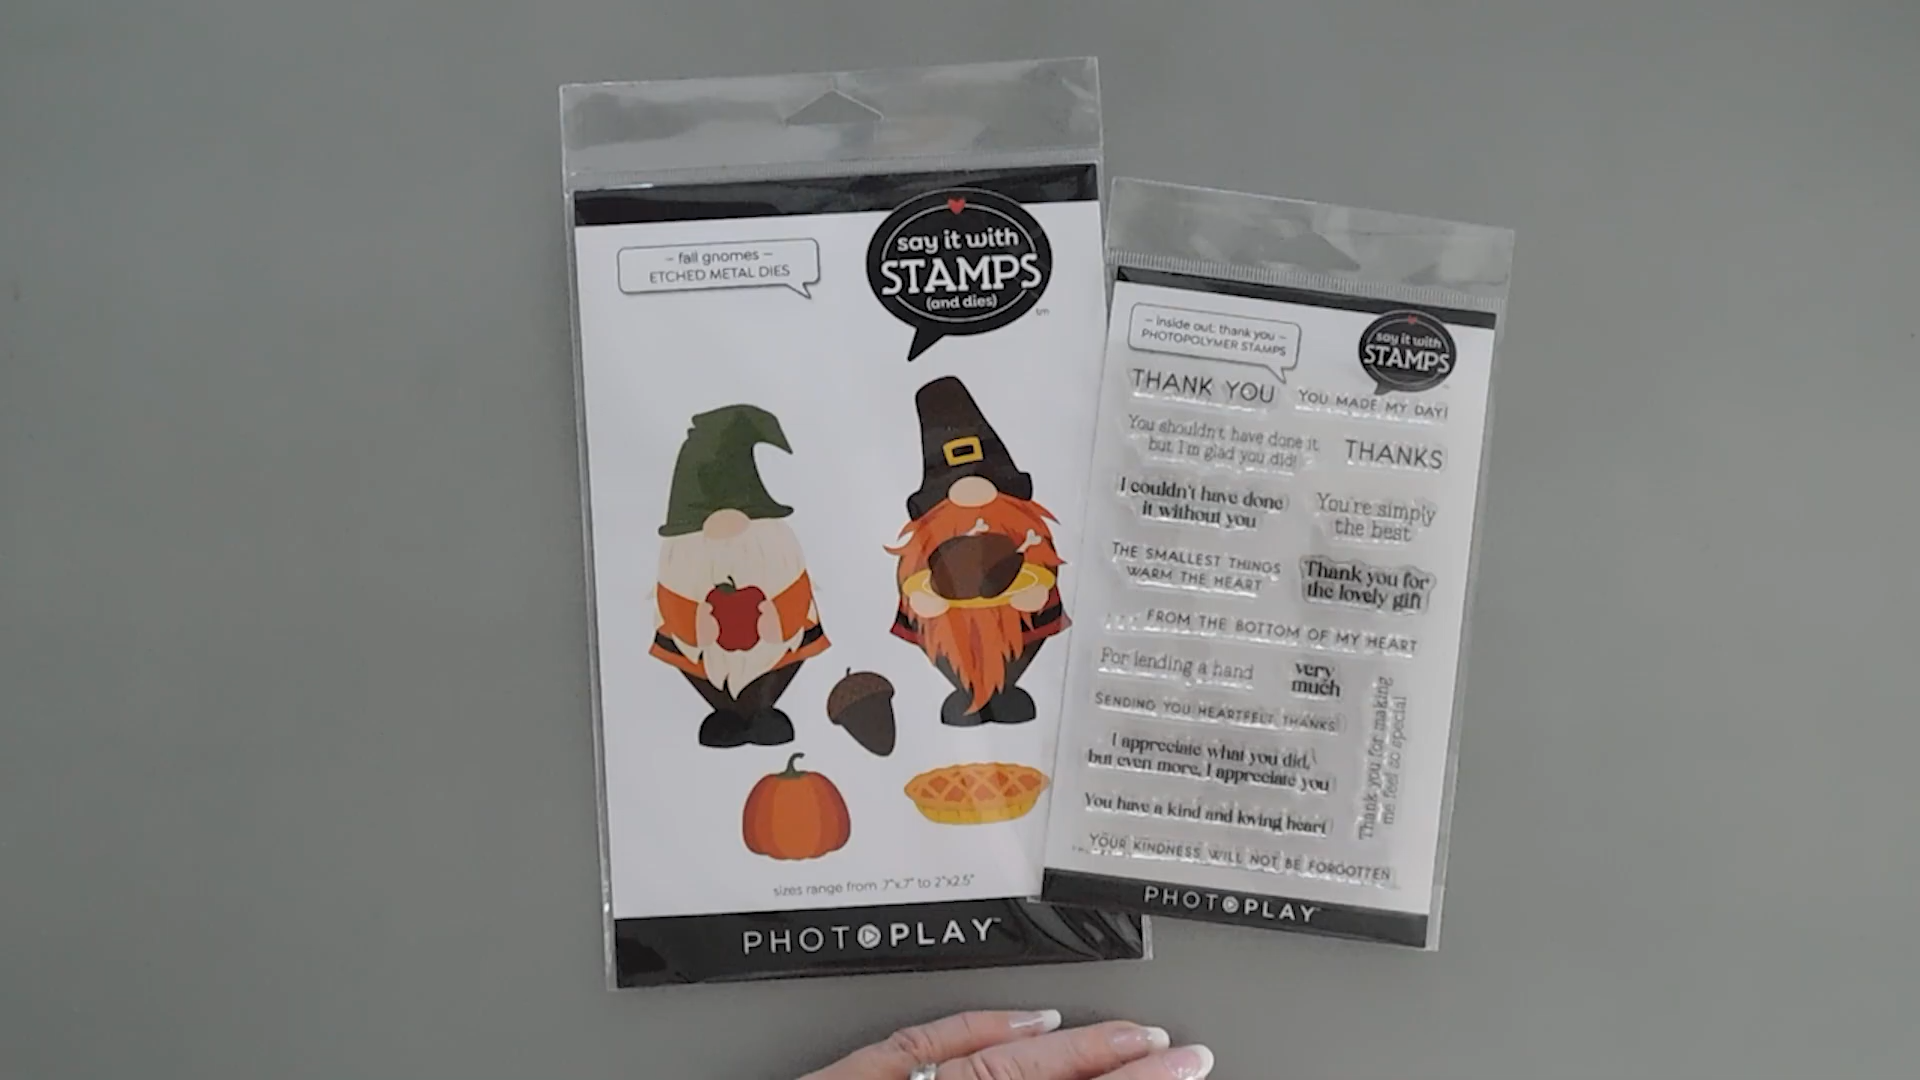 – fall gnomes –
ETCHED METAL DIES
say it with
STAMPS
(and dies)
tm
sizes range from .7"x.7" to 2"x2.5"
PHOTOPLAY™
– inside out: thank you –
PHOTOPOLYMER STAMPS
say it with
STAMPS
THANK YOU
YOU MADE MY DAY!
You shouldn't have done it
but I'm glad you did!
THANKS
I couldn't have done
it without you
You're simply
the best
THE SMALLEST THINGS
WARM THE HEART
Thank you for
the lovely gift
. . . FROM THE BOTTOM OF MY HEART
For lending a hand
very
much
SENDING YOU HEARTFELT THANKS
Thank you for making
me feel so special
I appreciate what you did,
but even more, I appreciate you
You have a kind and loving heart
YOUR KINDNESS WILL NOT BE FORGOTTEN
PHOTOPLAY™